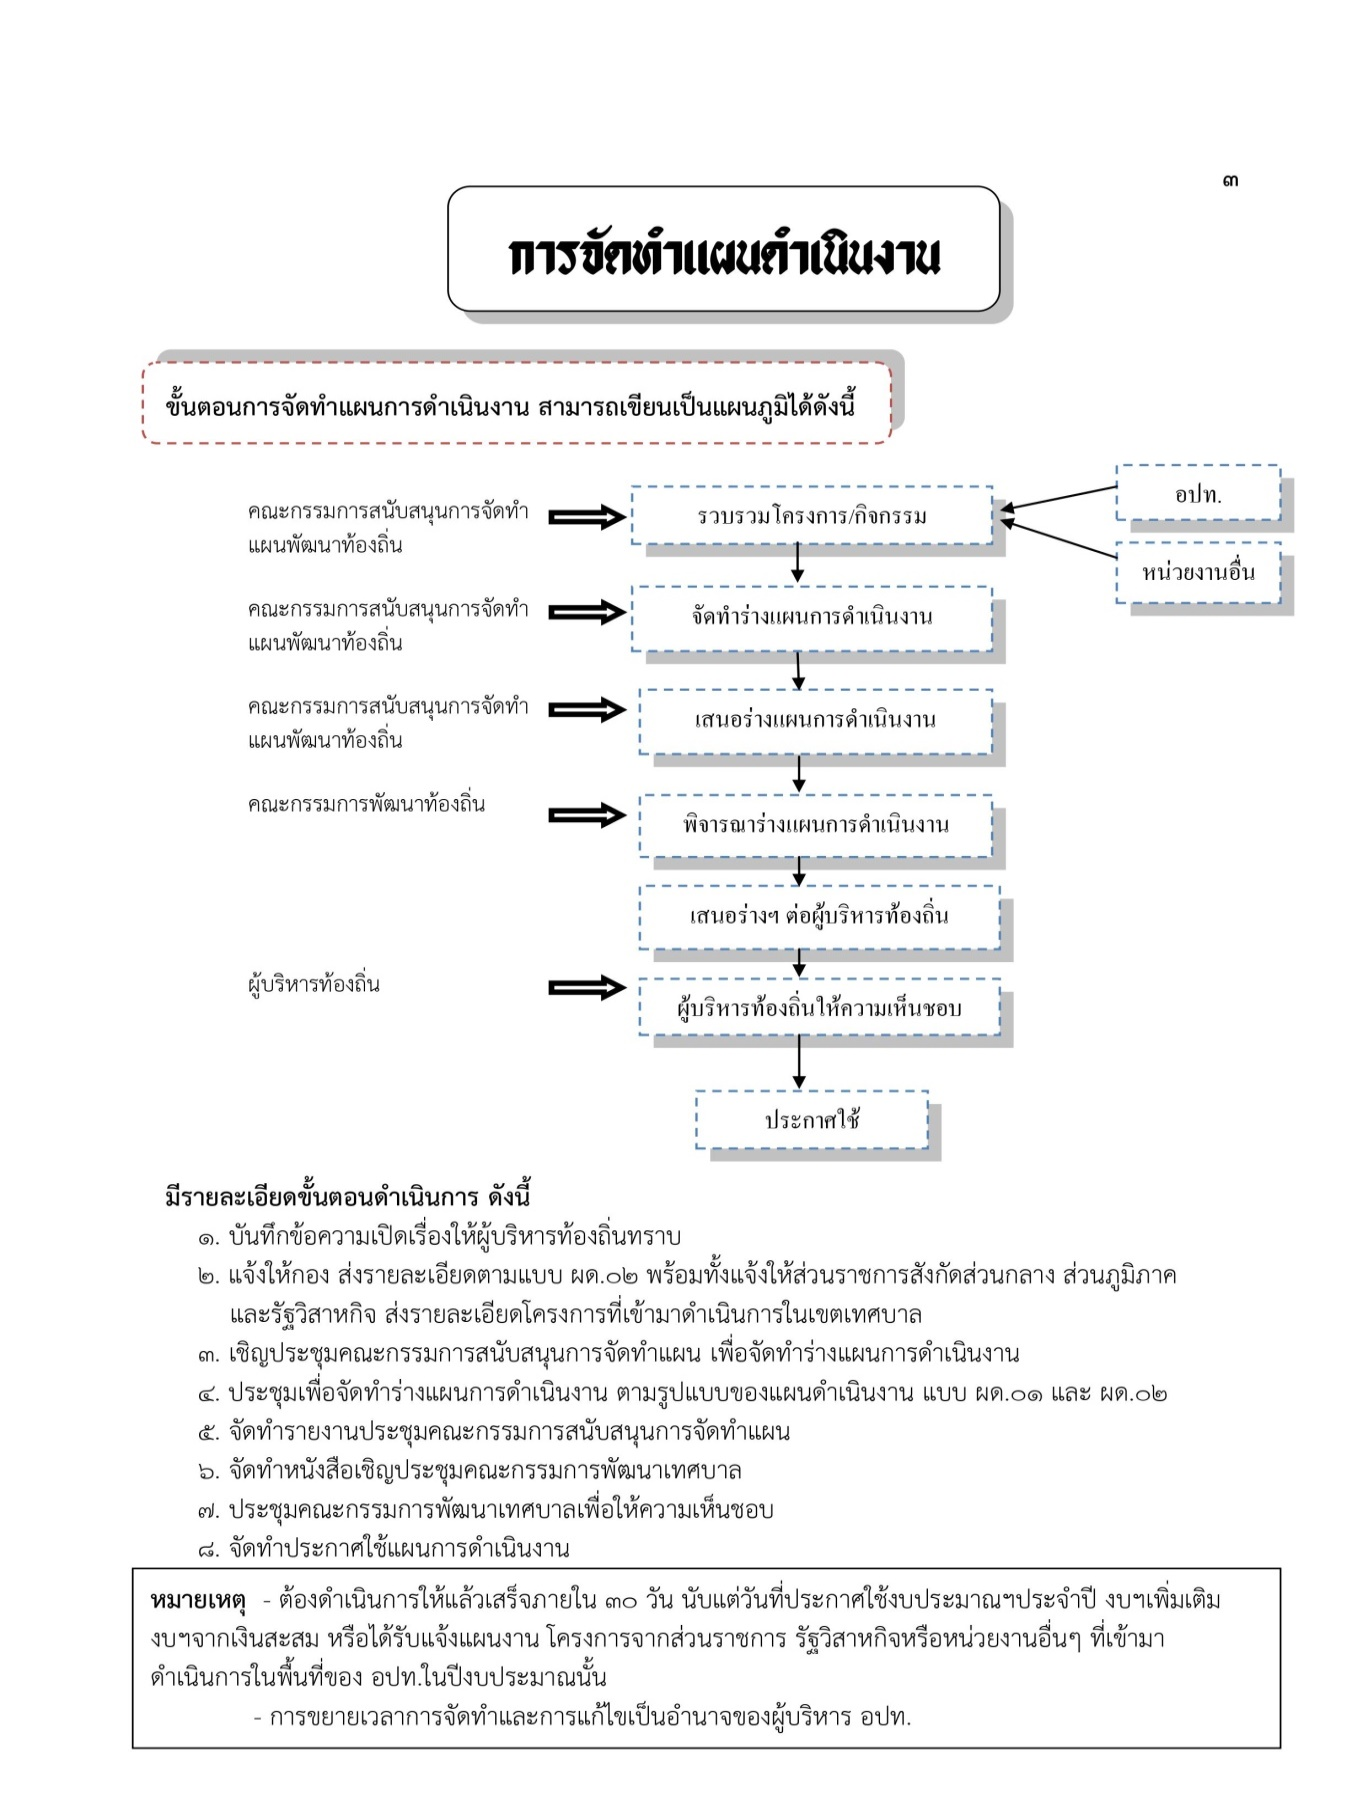 ๓
การจัดทำแผนดำเนินงาน
ขั้นตอนการจัดทำแผนการดำเนินงาน สามารถเขียนเป็นแผนภูมิได้ดังนี้
คณะกรรมการสนับสนุนการจัดทำ
แผนพัฒนาท้องถิ่น
รวบรวมโครงการ/กิจกรรม
อปท.
หน่วยงานอื่น
คณะกรรมการสนับสนุนการจัดทำ
แผนพัฒนาท้องถิ่น
จัดทำร่างแผนการดำเนินงาน
คณะกรรมการสนับสนุนการจัดทำ
แผนพัฒนาท้องถิ่น
เสนอร่างแผนการดำเนินงาน
คณะกรรมการพัฒนาท้องถิ่น
พิจารณาร่างแผนการดำเนินงาน
เสนอร่างฯ ต่อผู้บริหารท้องถิ่น
ผู้บริหารท้องถิ่น
ผู้บริหารท้องถิ่นให้ความเห็นชอบ
ประกาศใช้
มีรายละเอียดขั้นตอนดำเนินการ ดังนี้
๑. บันทึกข้อความเปิดเรื่องให้ผู้บริหารท้องถิ่นทราบ
๒. แจ้งให้กอง ส่งรายละเอียดตามแบบ ผด.๐๒ พร้อมทั้งแจ้งให้ส่วนราชการสังกัดส่วนกลาง ส่วนภูมิภาค
และรัฐวิสาหกิจ ส่งรายละเอียดโครงการที่เข้ามาดำเนินการในเขตเทศบาล
๓. เชิญประชุมคณะกรรมการสนับสนุนการจัดทำแผน เพื่อจัดทำร่างแผนการดำเนินงาน
๔. ประชุมเพื่อจัดทำร่างแผนการดำเนินงาน ตามรูปแบบของแผนดำเนินงาน แบบ ผด.๐๑ และ ผด.๐๒
๕. จัดทำรายงานประชุมคณะกรรมการสนับสนุนการจัดทำแผน
๖. จัดทำหนังสือเชิญประชุมคณะกรรมการพัฒนาเทศบาล
๗. ประชุมคณะกรรมการพัฒนาเทศบาลเพื่อให้ความเห็นชอบ
๘. จัดทำประกาศใช้แผนการดำเนินงาน
หมายเหตุ - ต้องดำเนินการให้แล้วเสร็จภายใน ๓๐ วัน นับแต่วันที่ประกาศใช้งบประมาณฯประจำปี งบฯเพิ่มเติม
งบฯจากเงินสะสม หรือได้รับแจ้งแผนงาน โครงการจากส่วนราชการ รัฐวิสาหกิจหรือหน่วยงานอื่นๆ ที่เข้ามา
ดำเนินการในพื้นที่ของ อปท.ในปีงบประมาณนั้น
- การขยายเวลาการจัดทำและการแก้ไขเป็นอำนาจของผู้บริหาร อปท.